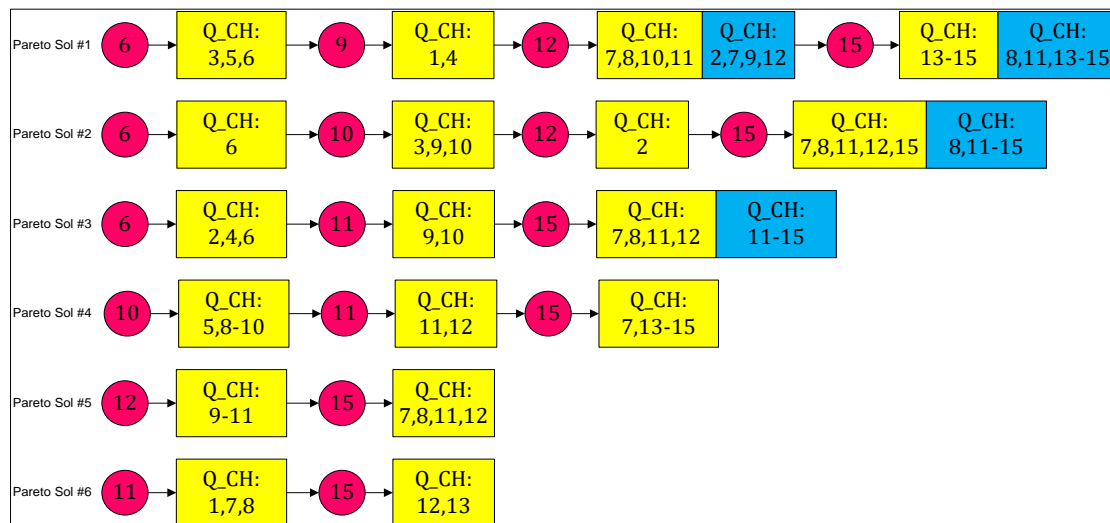 Pareto Sol #1 6 Q_CH: 3,5,6 9 Q_CH: 1,4 12 Q_CH: 7,8,10,11 Q_CH: 2,7,9,12 15 Q_CH: 13-15 Q_CH: 8,11,13-15
Pareto Sol #2 6 Q_CH: 6 10 Q_CH: 3,9,10 12 Q_CH: 2 15 Q_CH: 7,8,11,12,15 Q_CH: 8,11-15
Pareto Sol #3 6 Q_CH: 2,4,6 11 Q_CH: 9,10 15 Q_CH: 7,8,11,12 Q_CH: 11-15
Pareto Sol #4 10 Q_CH: 5,8-10 11 Q_CH: 11,12 15 Q_CH: 7,13-15
Pareto Sol #5 12 Q_CH: 9-11 15 Q_CH: 7,8,11,12
Pareto Sol #6 11 Q_CH: 1,7,8 15 Q_CH: 12,13